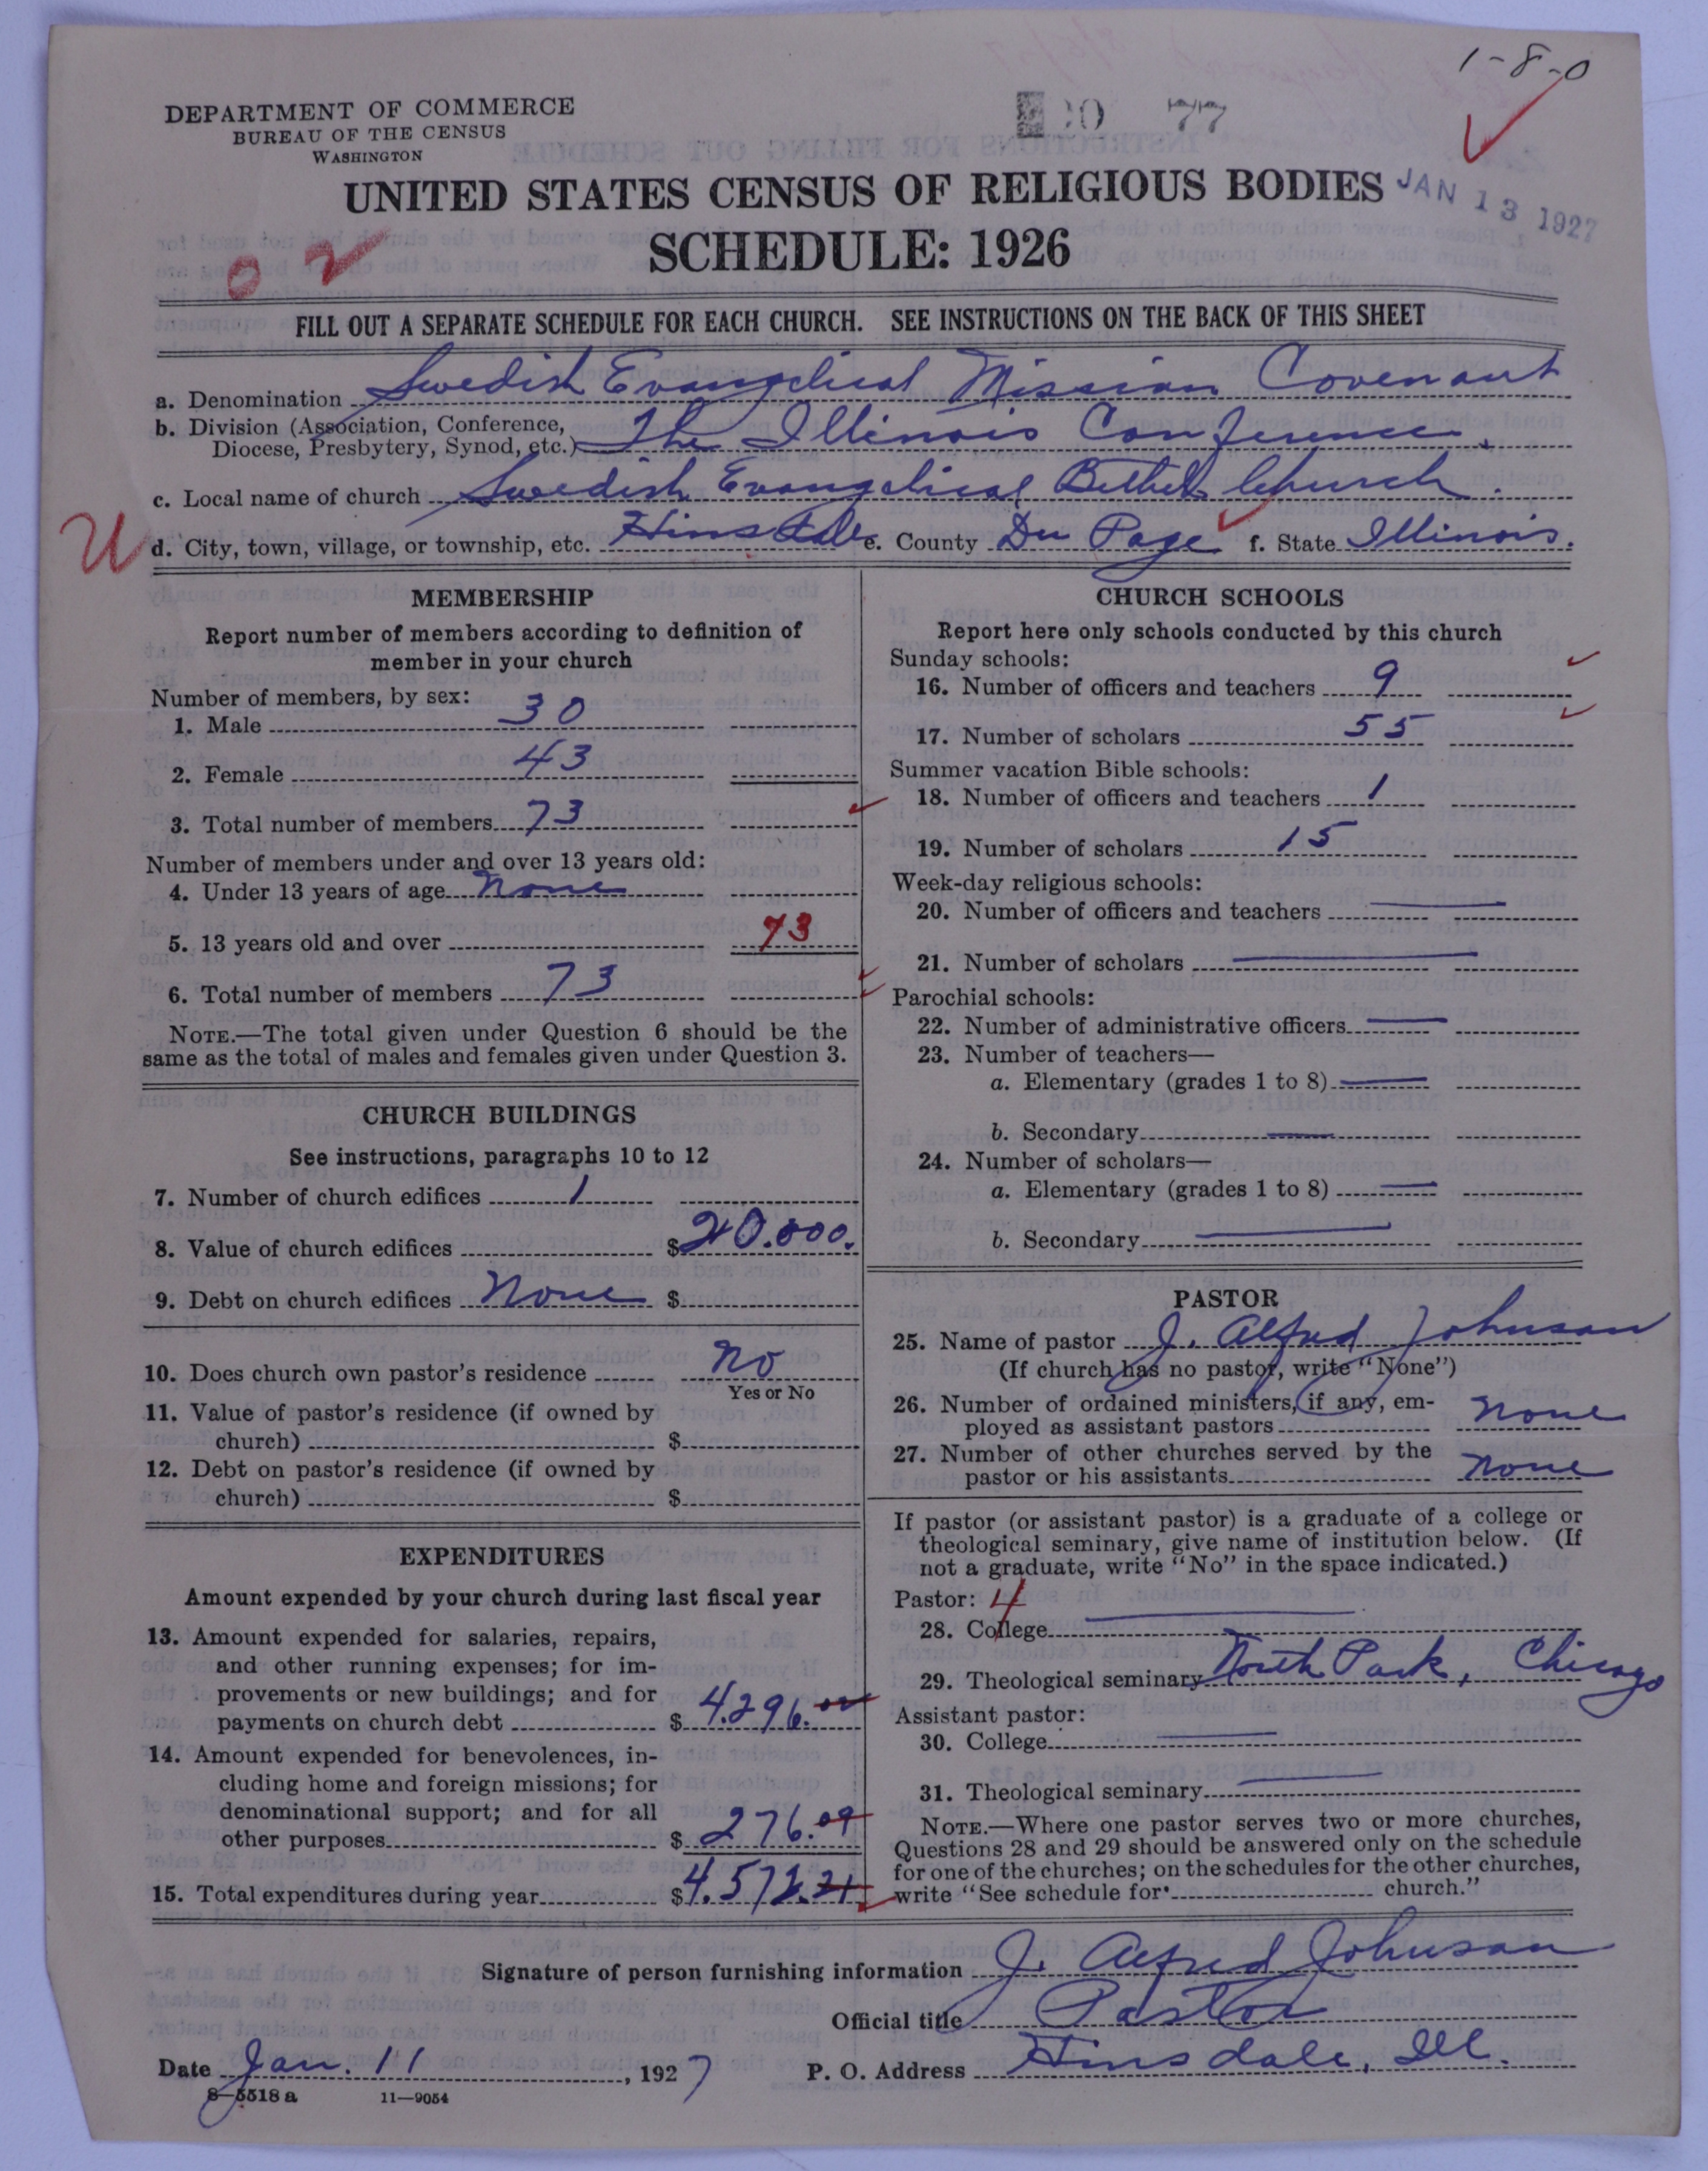 1-8-0
DEPARTMENT OF COMMERCE
BUREAU OF THE CENSUS
WASHINGTON
20 77
UNITED STATES CENSUS OF RELIGIOUS BODIES
JAN 13 1927
SCHEDULE: 1926
02
FILL OUT A SEPARATE SCHEDULE FOR EACH CHURCH. SEE INSTRUCTIONS ON THE BACK OF THIS SHEET
a. Denomination Swedish Evangelical Mission Covenant
b. Division (Association, Conference,
Diocese, Presbytery, Synod, etc.) The Illinois Conference.
c. Local name of church Swedish Evangelical Bethel Church.
U
d. City, town, village, or township, etc. Hinsdale e. County Du Page f. State Illinois.
MEMBERSHIP
Report number of members according to definition of
member in your church
Number of members, by sex:
1. Male 30
2. Female 43
3. Total number of members 73
Number of members under and over 13 years old:
4. Under 13 years of age None
5. 13 years old and over 73
6. Total number of members 73
NOTE.—The total given under Question 6 should be the
same as the total of males and females given under Question 3.
CHURCH BUILDINGS
See instructions, paragraphs 10 to 12
7. Number of church edifices 1
8. Value of church edifices $20.000.
9. Debt on church edifices None $
10. Does church own pastor's residence No
Yes or No
11. Value of pastor's residence (if owned by
church) $
12. Debt on pastor's residence (if owned by
church) $
EXPENDITURES
Amount expended by your church during last fiscal year
13. Amount expended for salaries, repairs,
and other running expenses; for im-
provements or new buildings; and for
payments on church debt $ 4.296.
14. Amount expended for benevolences, in-
cluding home and foreign missions; for
denominational support; and for all
other purposes $ 276.09
15. Total expenditures during year $4.572.21
CHURCH SCHOOLS
Report here only schools conducted by this church
Sunday schools:
16. Number of officers and teachers 9
17. Number of scholars 55
Summer vacation Bible schools:
18. Number of officers and teachers 1
19. Number of scholars 15
Week-day religious schools:
20. Number of officers and teachers
21. Number of scholars
Parochial schools:
22. Number of administrative officers
23. Number of teachers—
a. Elementary (grades 1 to 8)
b. Secondary
24. Number of scholars—
a. Elementary (grades 1 to 8)
b. Secondary
PASTOR
25. Name of pastor J. Alfred Johnson
(If church has no pastor, write "None")
26. Number of ordained ministers, if any, em-
ployed as assistant pastors None
27. Number of other churches served by the
pastor or his assistants None
If pastor (or assistant pastor) is a graduate of a college or
theological seminary, give name of institution below. (If
not a graduate, write "No" in the space indicated.)
Pastor: 4
28. College
29. Theological seminary North Park, Chicago
Assistant pastor:
30. College
31. Theological seminary
NOTE.—Where one pastor serves two or more churches,
Questions 28 and 29 should be answered only on the schedule
for one of the churches; on the schedules for the other churches,
write "See schedule for church."
Signature of person furnishing information J. Alfred Johnson
Official title Pastor
Date Jan. 11, 1927 P. O. Address Hinsdale, Ill.
8—5518 a 11—9054